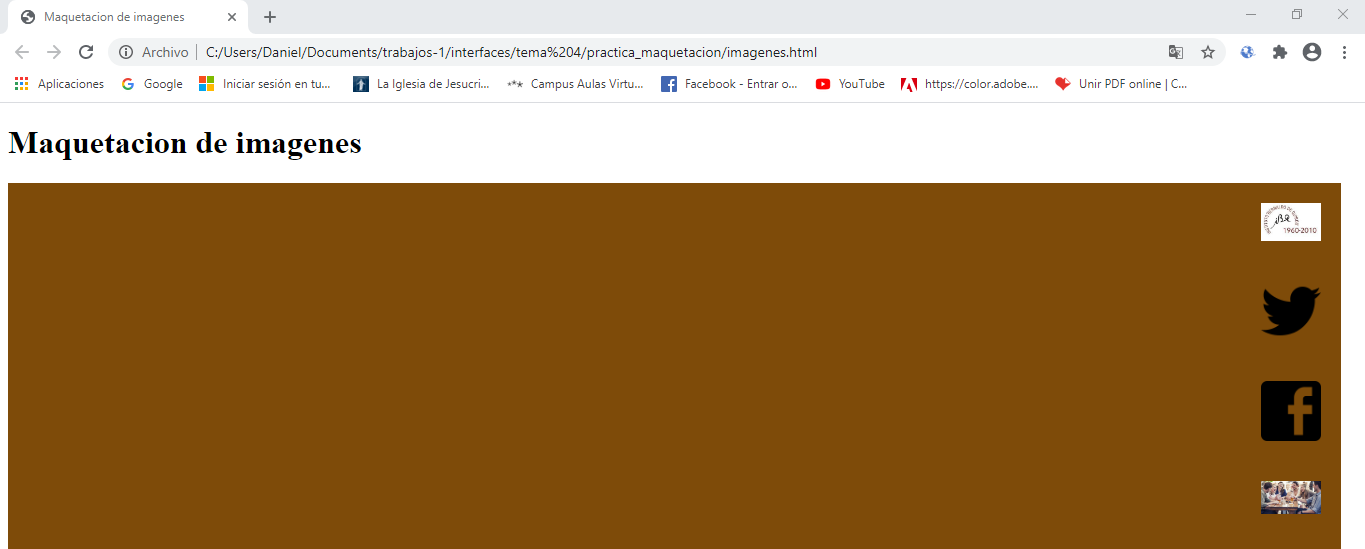 Maquetacion de imagenes
Archivo C:/Users/Daniel/Documents/trabajos-1/interfaces/tema%204/practica_maquetacion/imagenes.html
Aplicaciones Google Iniciar sesión en tu... La Iglesia de Jesucri... Campus Aulas Virtu... Facebook - Entrar o... YouTube https://color.adobe.... Unir PDF online | C...
Maquetacion de imagenes
1960-2010